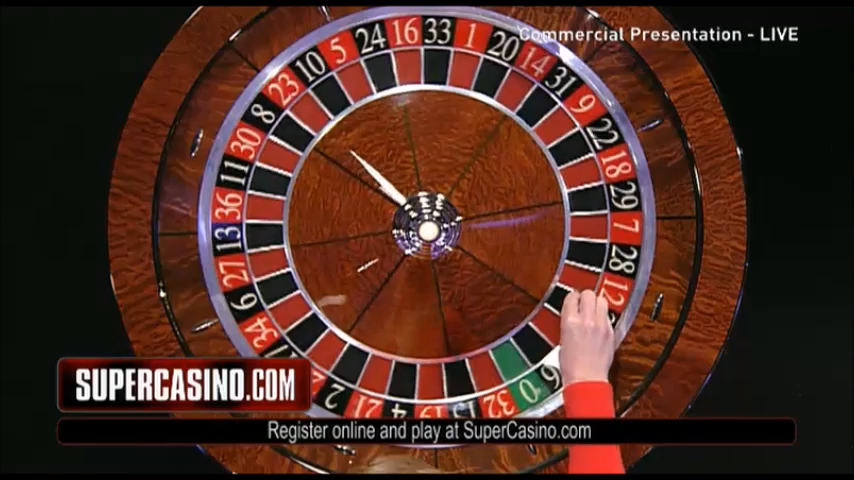 Commercial Presentation - LIVE
5 24 16 33 1 20 14 31 9 22 18 29 7 28 12
10 23 8 30 11 36 13 27 6 34
2 21 4 19 32 0
SUPERCASINO.COM
Register online and play at SuperCasino.com